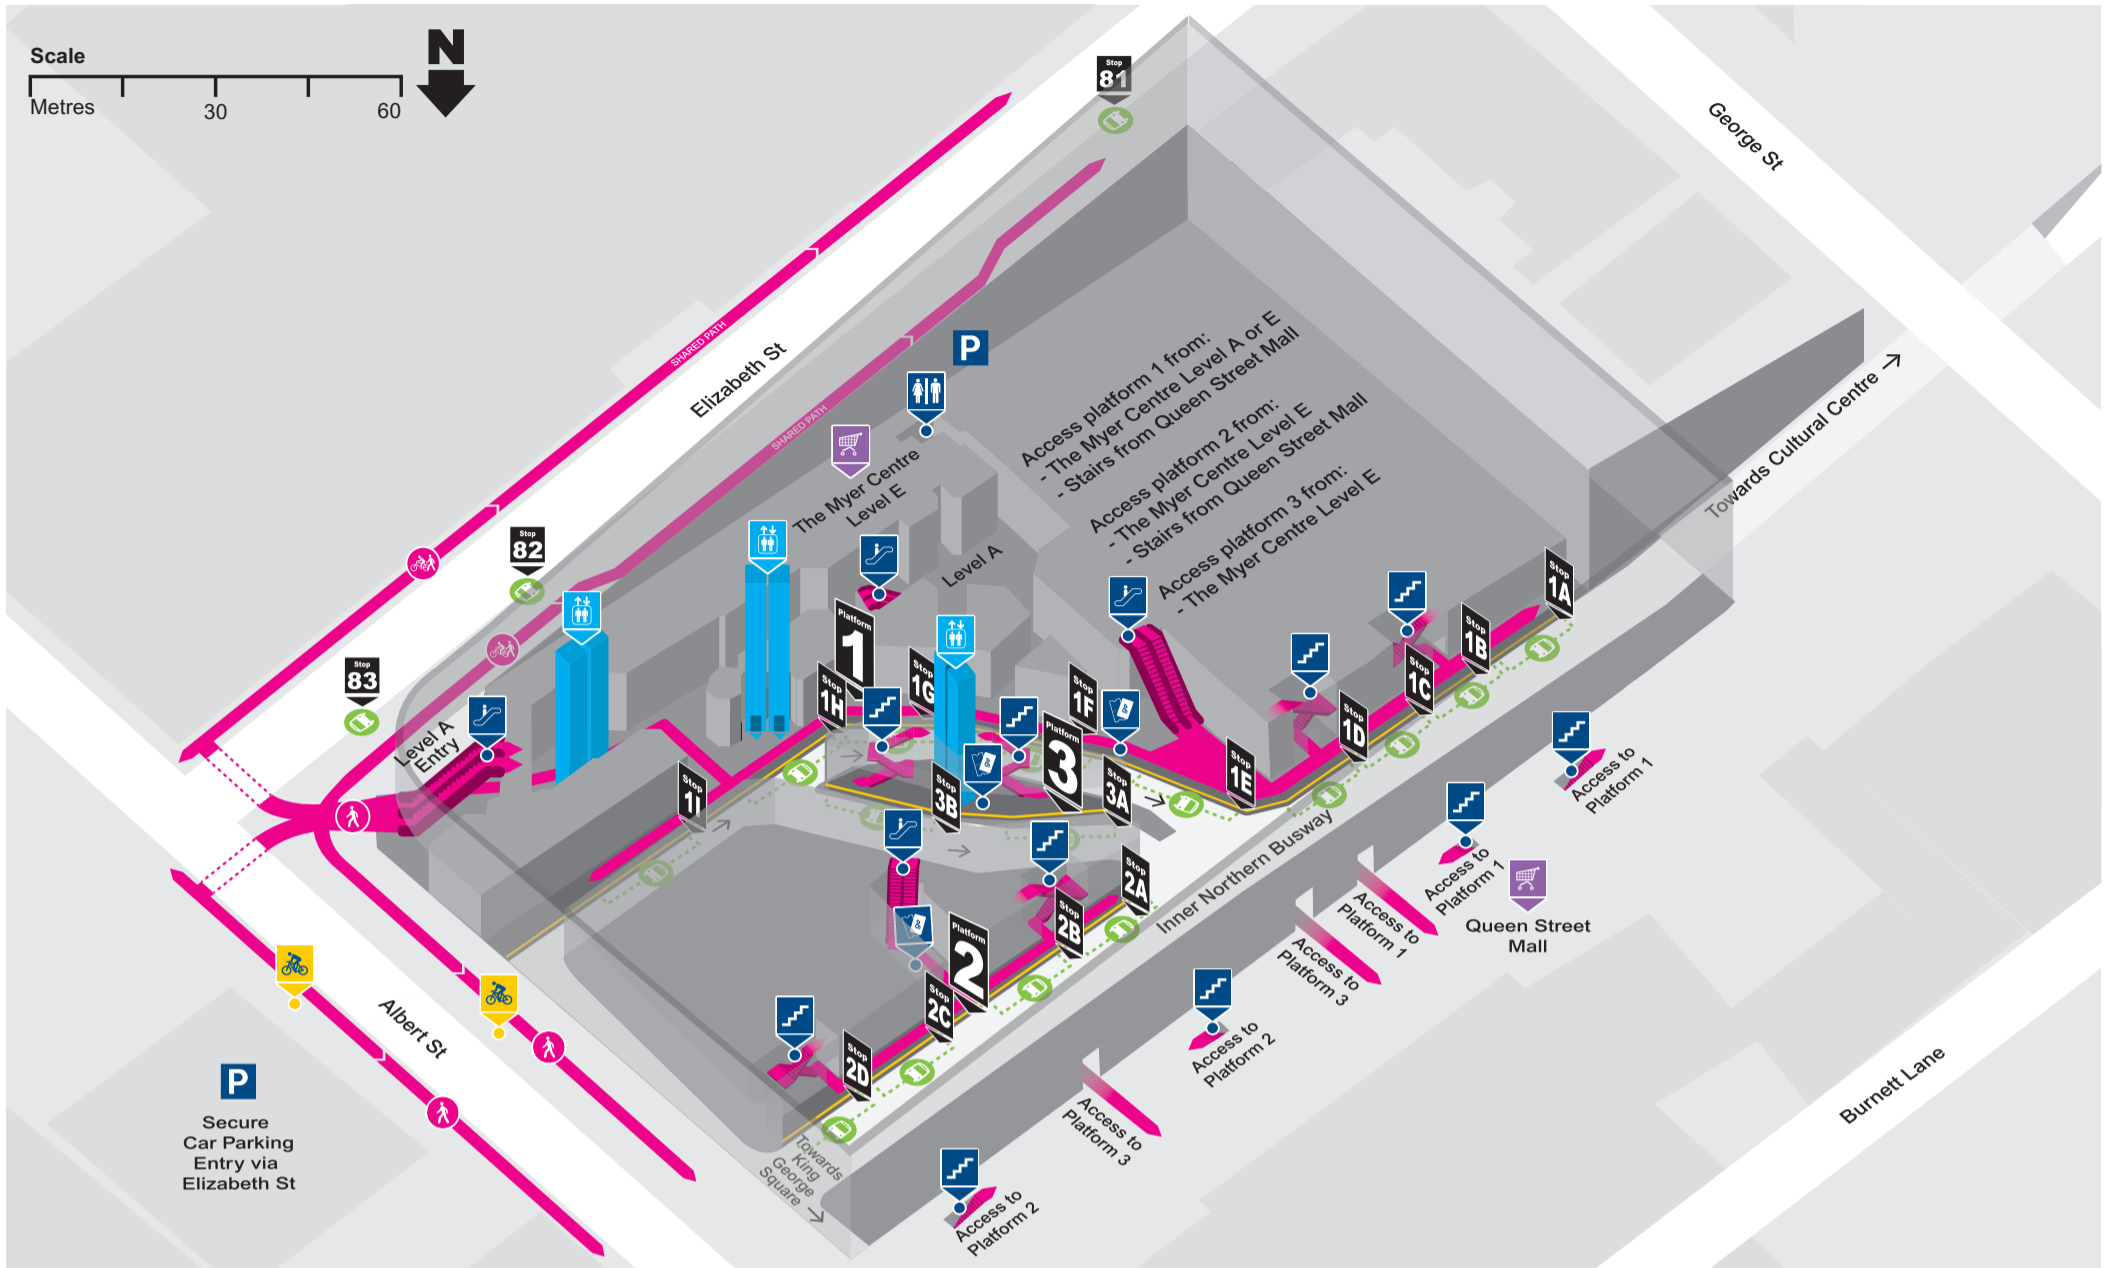 Scale
Metres
30
60
N
Stop
81
George St
SHARED PATH
Elizabeth St
P
SHARED PATH
Access platform 1 from:
- The Myer Centre Level A or E
- Stairs from Queen Street Mall
Access platform 2 from:
- The Myer Centre Level E
- Stairs from Queen Street Mall
Access platform 3 from:
- The Myer Centre Level E
Towards Cultural Centre →
The Myer Centre
Level E
Level A
Stop
82
Stop
83
Level A
Entry
Platform
1
Stop
1H
Stop
1G
Stop
1F
Platform
3
Stop
1E
Stop
1D
Stop
1C
Stop
1B
Stop
1A
Stop
1I
Stop
3B
Stop
3A
Inner Northern Busway
Stop
2A
Stop
2B
Platform
2
Stop
2C
Stop
2D
Access to
Platform 1
Access to
Platform 1
Access to
Platform 1
Queen Street
Mall
Access to
Platform 3
Access to
Platform 2
Access to
Platform 3
Access to
Platform 2
Towards
King
George
Square →
Albert St
Burnett Lane
P
Secure
Car Parking
Entry via
Elizabeth St